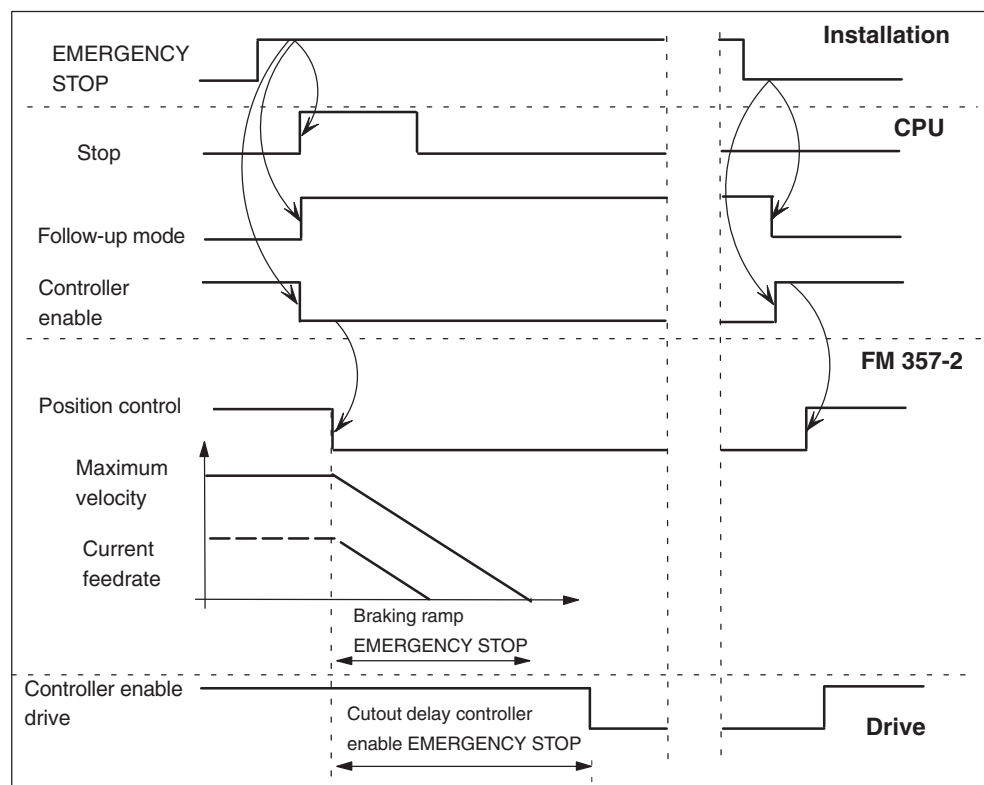 Installation
EMERGENCY
STOP
CPU
Stop
Follow-up mode
Controller
enable
FM 357-2
Position control
Maximum
velocity
Current
feedrate
Braking ramp
EMERGENCY STOP
Controller enable
drive
Cutout delay controller
enable EMERGENCY STOP
Drive